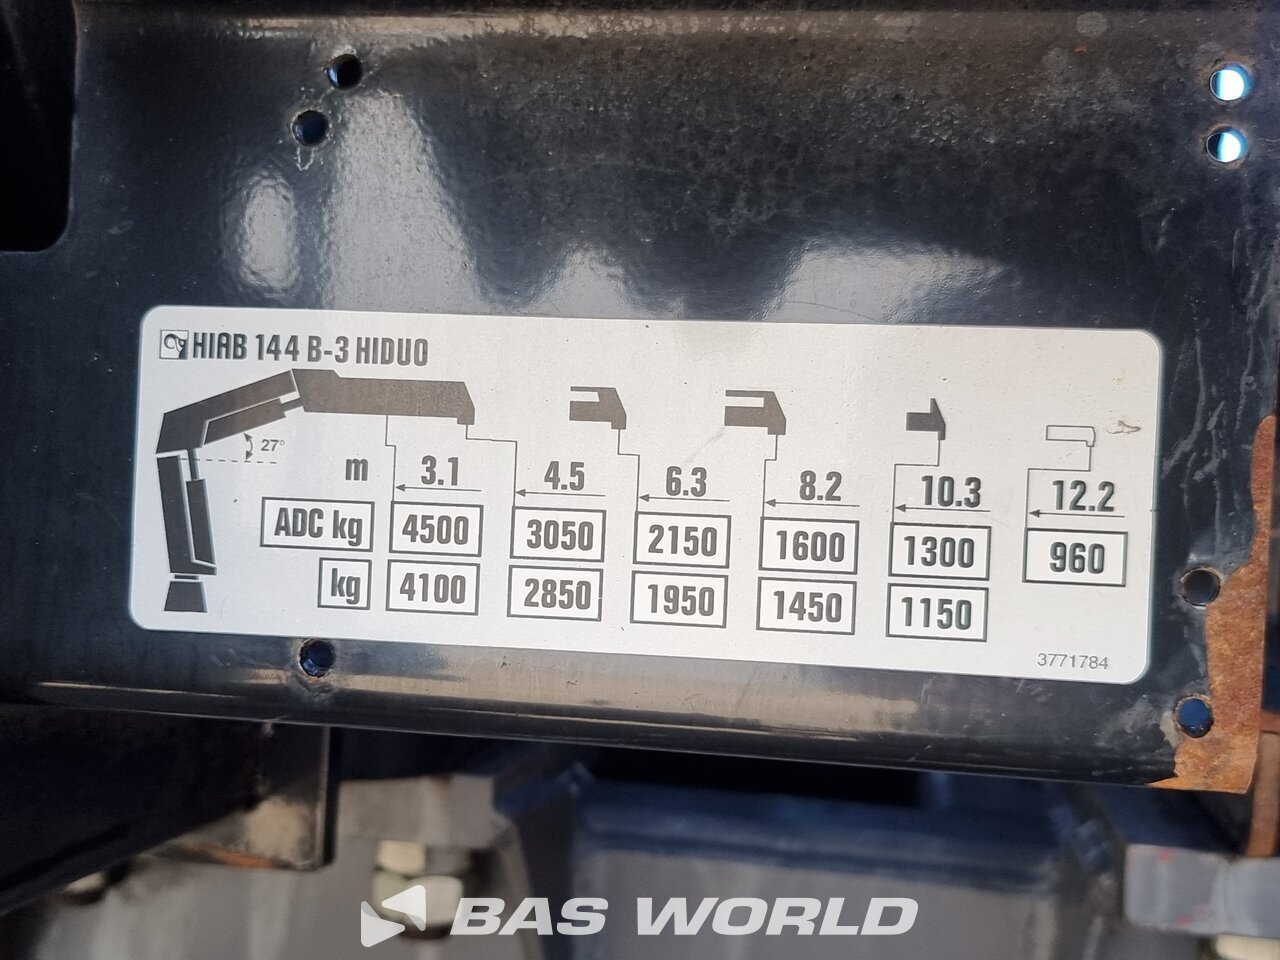 HIAB 144 B-3 HIDUO
27°
m 3.1 4.5 6.3 8.2 10.3 12.2
ADC kg 4500 3050 2150 1600 1300 960
kg 4100 2850 1950 1450 1150
3771784
BAS WORLD